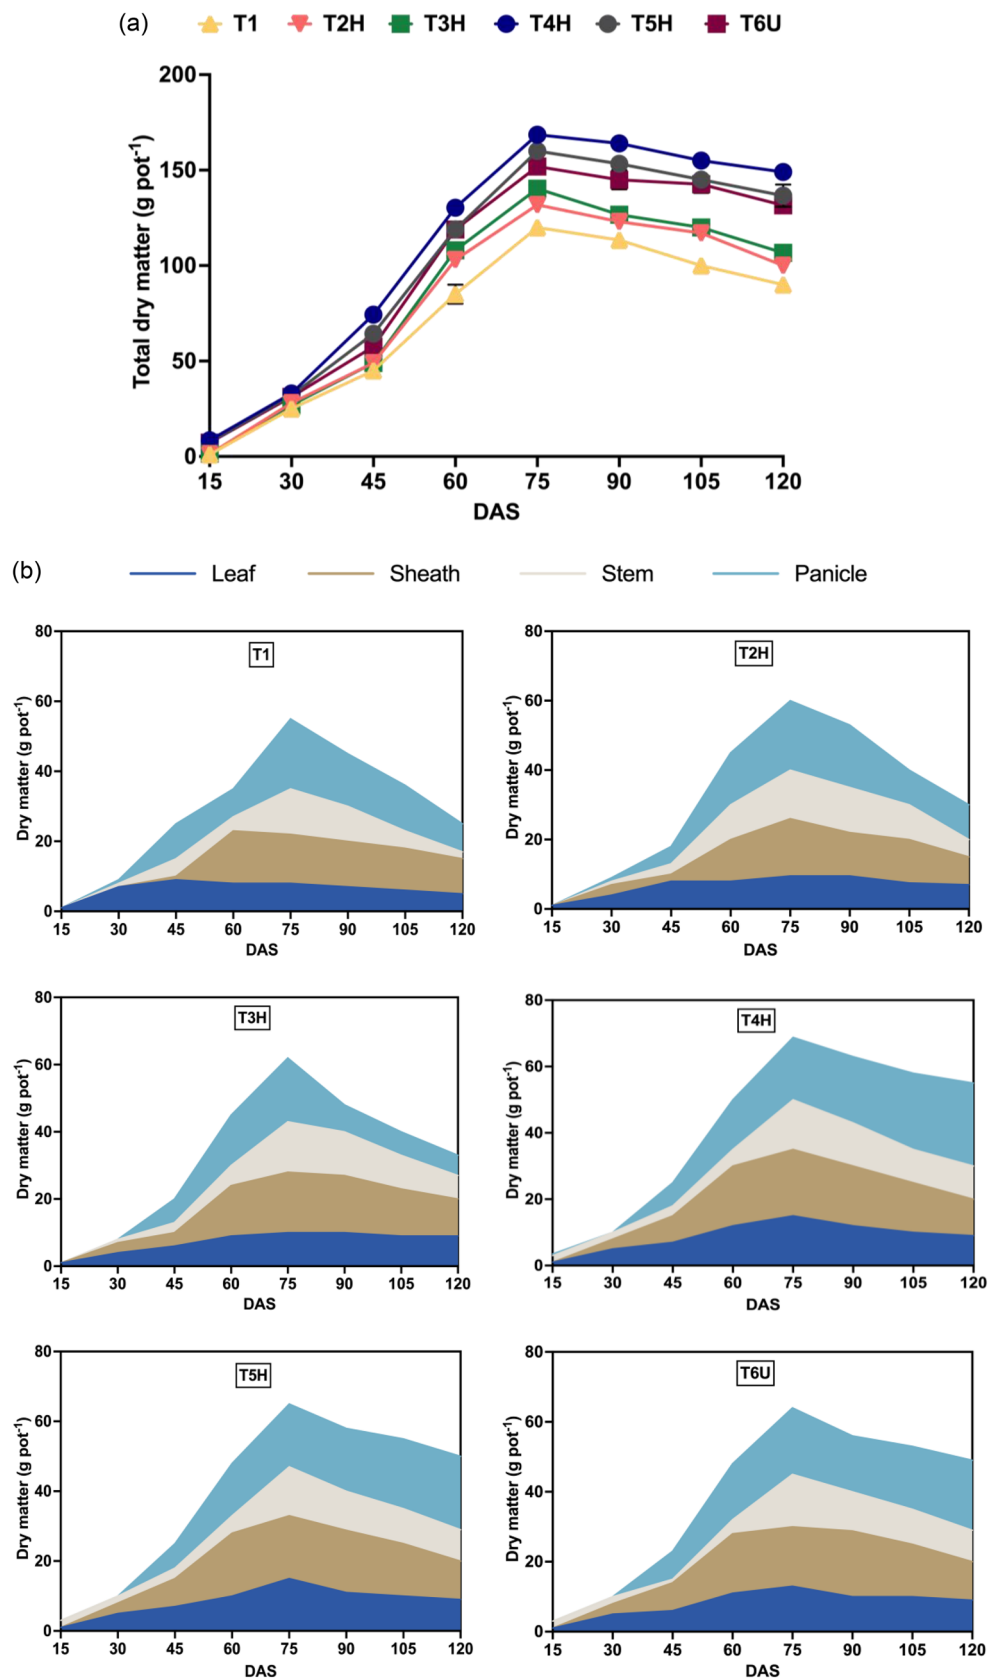 (a) T1 T2H T3H T4H T5H T6U
Total dry matter (g pot-1)
200
150
100
50
0
15 30 45 60 75 90 105 120
DAS
(b) Leaf Sheath Stem Panicle
T1
Dry matter (g pot-1)
80
60
40
20
0
15 30 45 60 75 90 105 120
DAS
T2H
Dry matter (g pot-1)
80
60
40
20
0
15 30 45 60 75 90 105 120
DAS
T3H
Dry matter (g pot-1)
80
60
40
20
0
15 30 45 60 75 90 105 120
DAS
T4H
Dry matter (g pot-1)
80
60
40
20
0
15 30 45 60 75 90 105 120
DAS
T5H
Dry matter (g pot-1)
80
60
40
20
0
15 30 45 60 75 90 105 120
DAS
T6U
Dry matter (g pot-1)
80
60
40
20
0
15 30 45 60 75 90 105 120
DAS